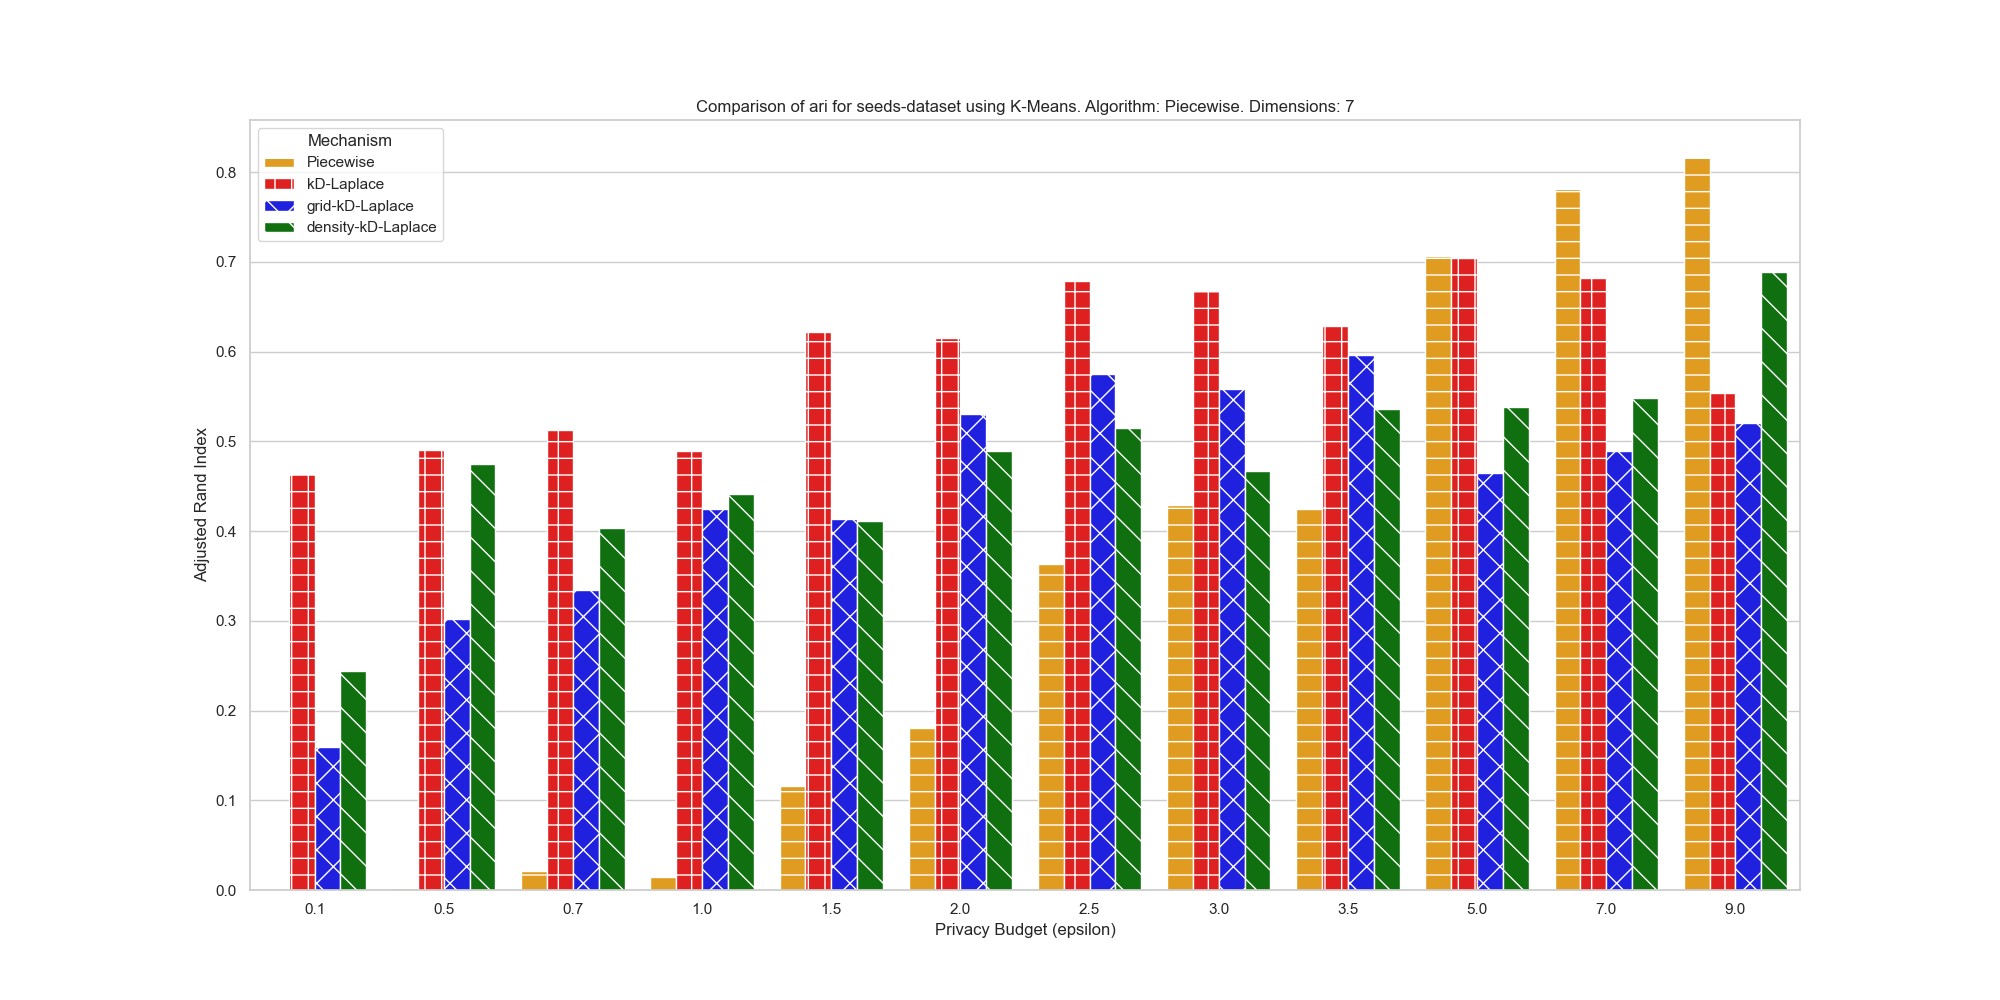 Comparison of ari for seeds-dataset using K-Means. Algorithm: Piecewise. Dimensions: 7
Mechanism
Piecewise
kD-Laplace
grid-kD-Laplace
density-kD-Laplace
Adjusted Rand Index
0.8
0.7
0.6
0.5
0.4
0.3
0.2
0.1
0.0
0.1 0.5 0.7 1.0 1.5 2.0 2.5 3.0 3.5 5.0 7.0 9.0
Privacy Budget (epsilon)